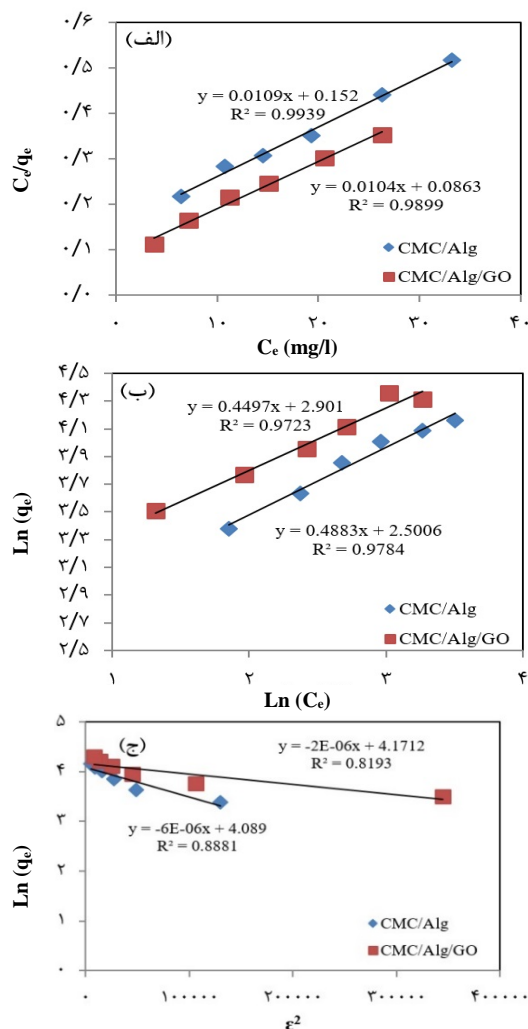 (الف)
۰/۶
۰/۵
۰/۴
۰/۳
۰/۲
۰/۱
۰/۰
Ce/qe
y = 0.0109x + 0.152
R² = 0.9939
y = 0.0104x + 0.0863
R² = 0.9899
CMC/Alg
CMC/Alg/GO
۰ ۱۰ ۲۰ ۳۰ ۴۰
Ce (mg/l)
(ب)
۴/۵
۴/۳
۴/۱
۳/۹
۳/۷
۳/۵
۳/۳
۳/۱
۲/۹
۲/۷
۲/۵
Ln (qe)
y = 0.4497x + 2.901
R² = 0.9723
y = 0.4883x + 2.5006
R² = 0.9784
CMC/Alg
CMC/Alg/GO
۱ ۲ ۳ ۴
Ln (Ce)
(ج)
۵
۴
۳
۲
۱
۰
Ln (qe)
y = -2E-06x + 4.1712
R² = 0.8193
y = -6E-06x + 4.089
R² = 0.8881
CMC/Alg
CMC/Alg/GO
۰ ۱۰۰۰۰۰ ۲۰۰۰۰۰ ۳۰۰۰۰۰ ۴۰۰۰۰۰
ε²